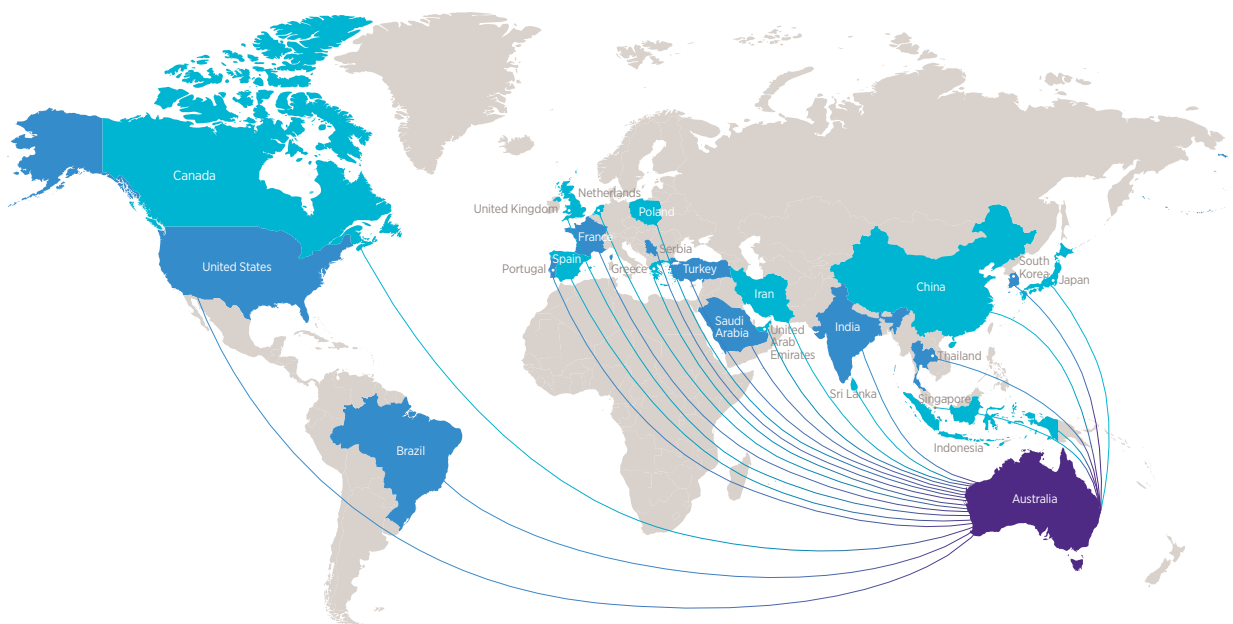 Canada
United States
Brazil
Netherlands
United Kingdom
Poland
France
Serbia
Spain
Portugal
Greece
Turkey
Iran
Saudi
Arabia
United
Arab
Emirates
India
Sri Lanka
China
South
Korea
Japan
Thailand
Singapore
Indonesia
Australia